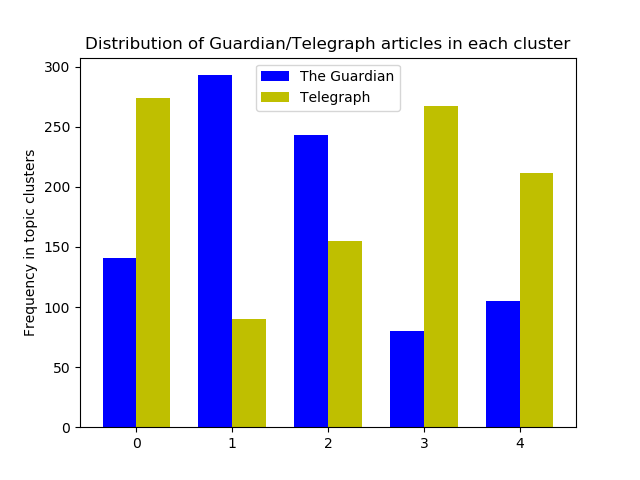 Distribution of Guardian/Telegraph articles in each cluster
The Guardian
Telegraph
Frequency in topic clusters
300
250
200
150
100
50
0
0 1 2 3 4